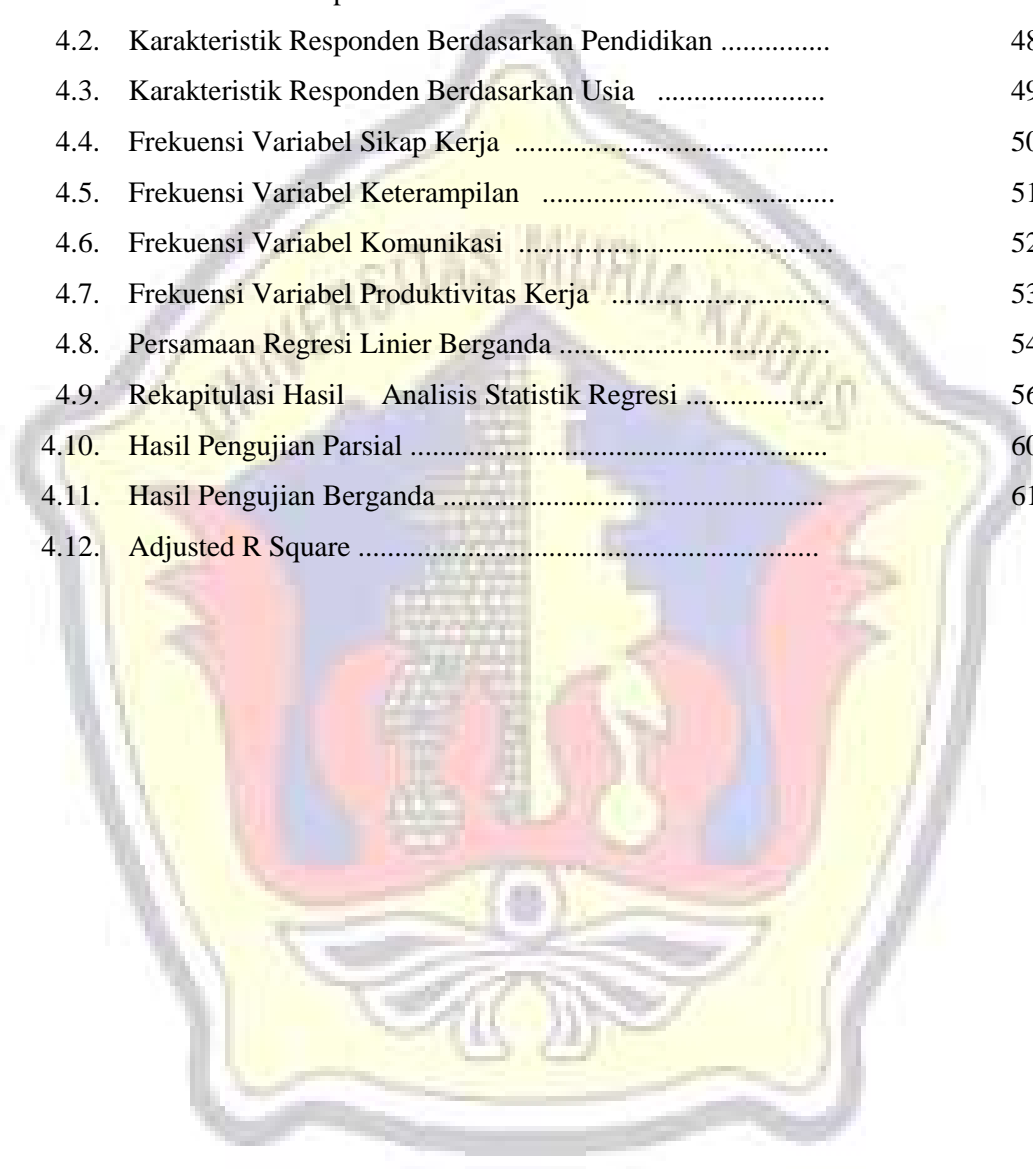 4.2. Karakteristik Responden Berdasarkan Pendidikan ............... 48
4.3. Karakteristik Responden Berdasarkan Usia ....................... 49
4.4. Frekuensi Variabel Sikap Kerja ........................................... 50
4.5. Frekuensi Variabel Keterampilan ........................................ 51
4.6. Frekuensi Variabel Komunikasi ........................................... 52
4.7. Frekuensi Variabel Produktivitas Kerja .............................. 53
4.8. Persamaan Regresi Linier Berganda ..................................... 54
4.9. Rekapitulasi Hasil Analisis Statistik Regresi ................... 56
4.10. Hasil Pengujian Parsial ......................................................... 60
4.11. Hasil Pengujian Berganda .................................................... 61
4.12. Adjusted R Square ...............................................................
UNIVERSITAS MURIA KUDUS